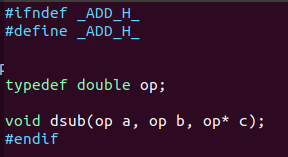 #ifndef _ADD_H_
#define _ADD_H_
typedef double op;
void dsub(op a, op b, op* c);
#endif